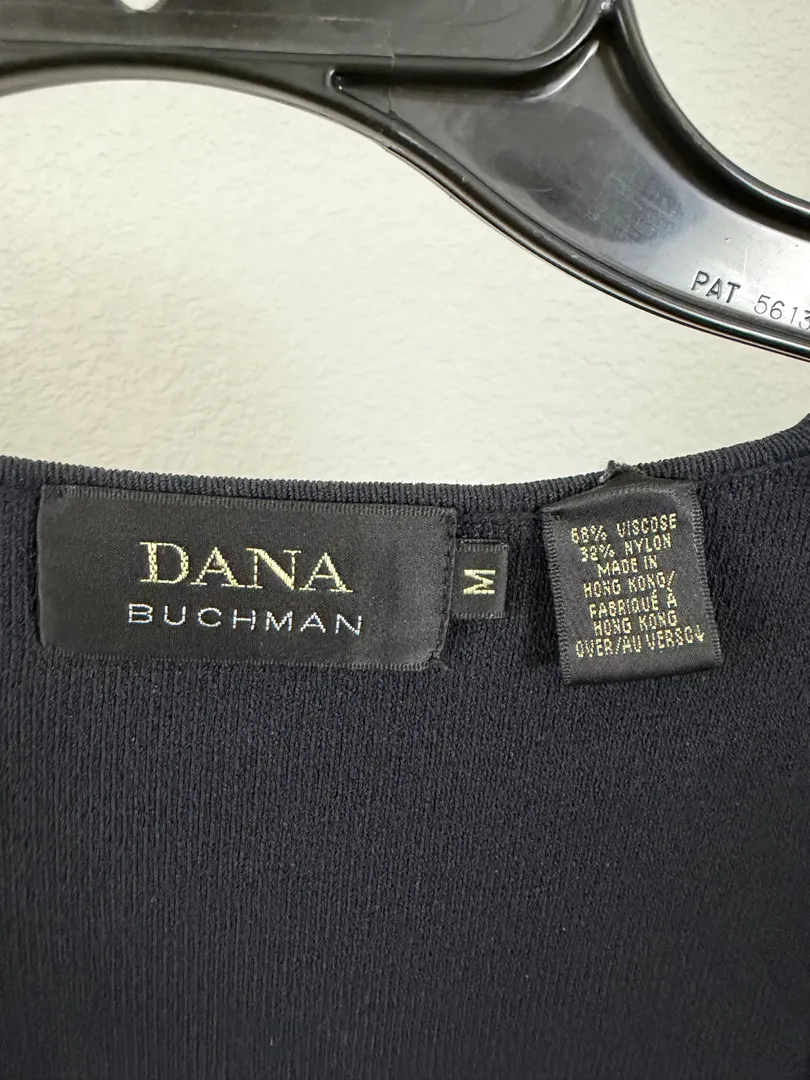 PAT 5613
DANA
BUCHMAN
M
68% VISCOSE
32% NYLON
MADE IN
HONG KONG/
FABRIQUÉ À
HONG KONG
OVER/AU VERSO↓